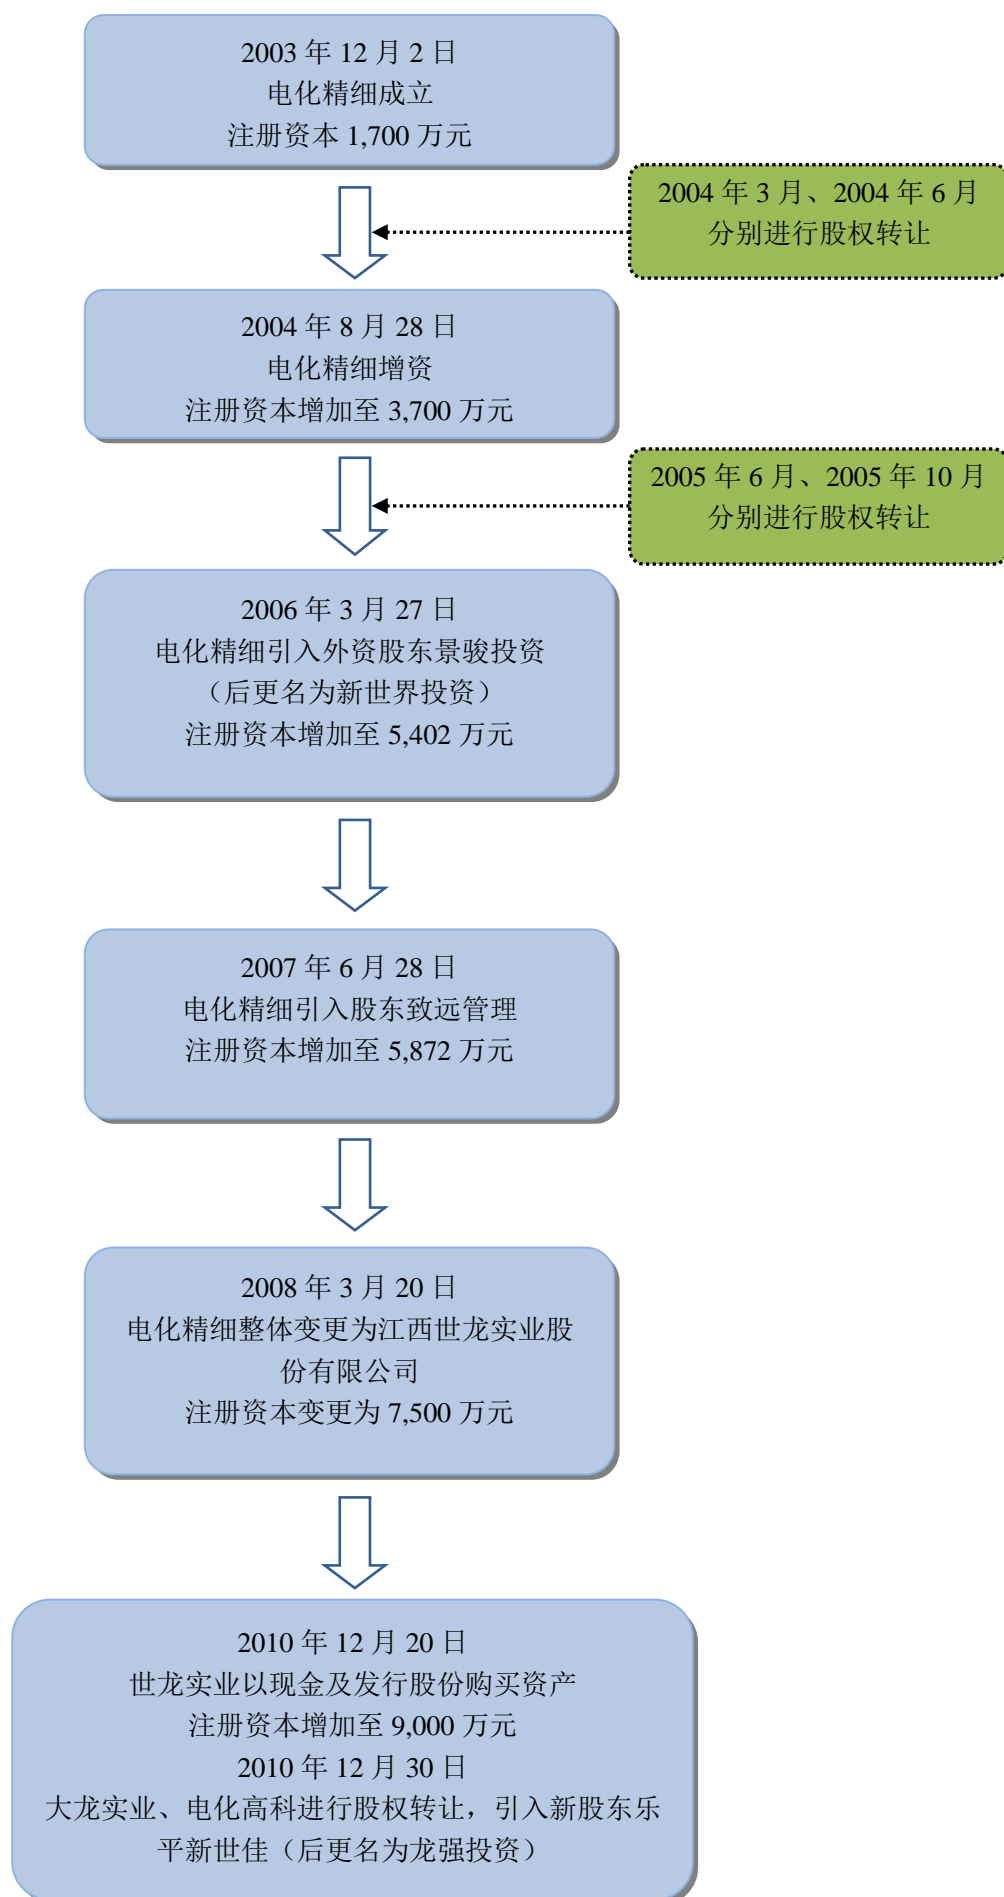 2003 年 12 月 2 日
电化精细成立
注册资本 1,700 万元
2004 年 3 月、2004 年 6 月
分别进行股权转让
2004 年 8 月 28 日
电化精细增资
注册资本增加至 3,700 万元
2005 年 6 月、2005 年 10 月
分别进行股权转让
2006 年 3 月 27 日
电化精细引入外资股东景骏投资
（后更名为新世界投资）
注册资本增加至 5,402 万元
2007 年 6 月 28 日
电化精细引入股东致远管理
注册资本增加至 5,872 万元
2008 年 3 月 20 日
电化精细整体变更为江西世龙实业股
份有限公司
注册资本变更为 7,500 万元
2010 年 12 月 20 日
世龙实业以现金及发行股份购买资产
注册资本增加至 9,000 万元
2010 年 12 月 30 日
大龙实业、电化高科进行股权转让，引入新股东乐
平新世佳（后更名为龙强投资）